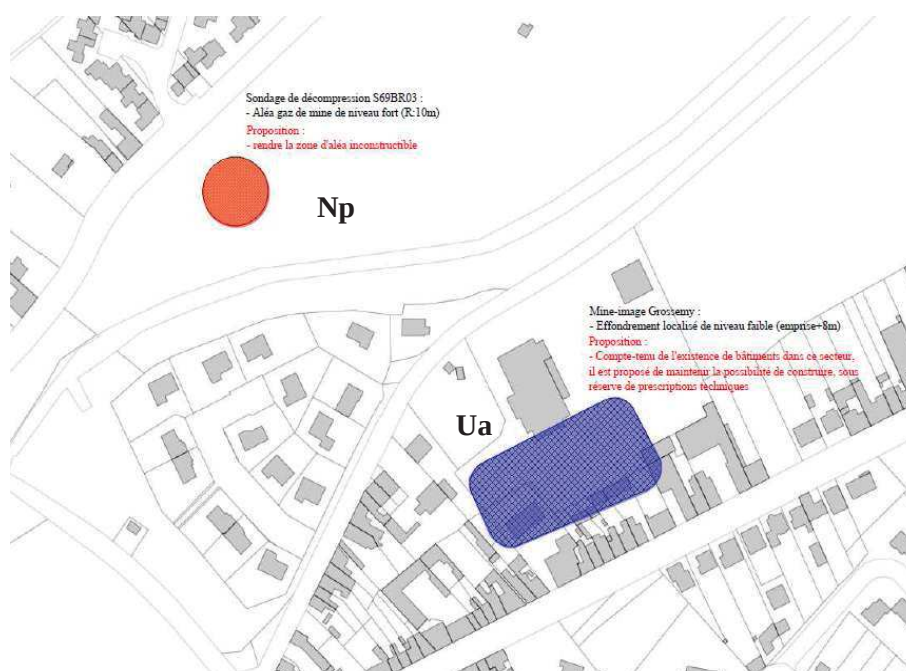 Sondage de décompression S69BR03 :
- Aléa gaz de mine de niveau fort (R:10m)
Proposition :
- rendre la zone d'aléa inconstructible
Np
Mine-image Grossemy :
- Effondrement localisé de niveau faible (emprise+8m)
Proposition :
- Compte-tenu de l'existence de bâtiments dans ce secteur,
il est proposé de maintenir la possibilité de construire, sous
réserve de prescriptions techniques
Ua